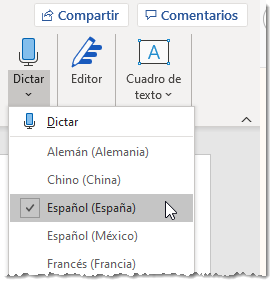 Compartir
Comentarios
Dictar
Editor
Cuadro de
texto
Dictar
Alemán (Alemania)
Chino (China)
Español (España)
Español (México)
Francés (Francia)